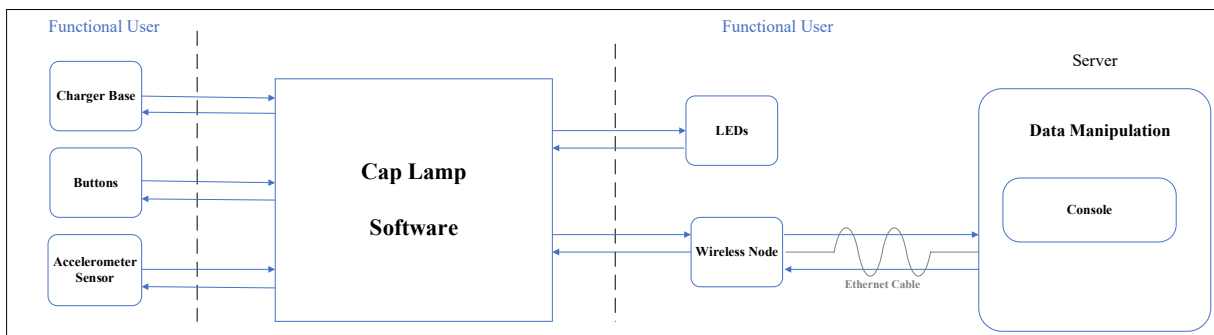 Functional User
Functional User
Server
Charger Base
Buttons
Accelerometer
Sensor
Cap Lamp
Software
LEDs
Wireless Node
Ethernet Cable
Data Manipulation
Console